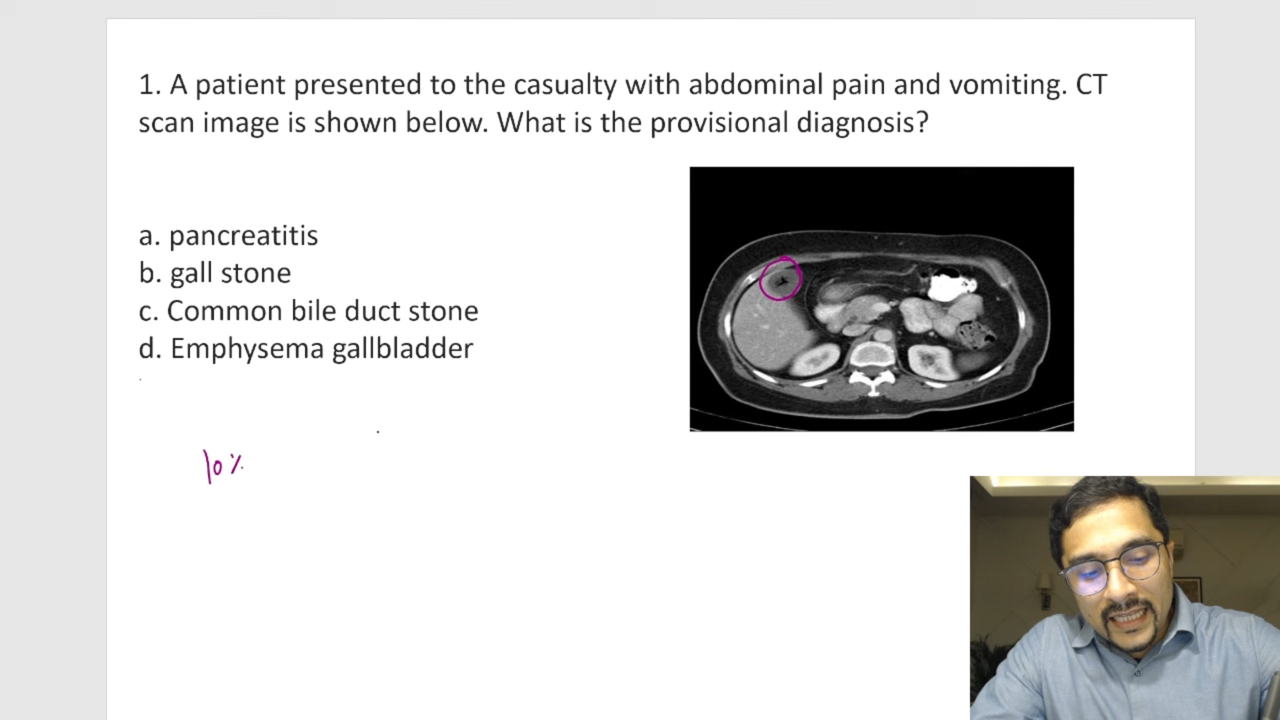 1. A patient presented to the casualty with abdominal pain and vomiting. CT
scan image is shown below. What is the provisional diagnosis?
a. pancreatitis
b. gall stone
c. Common bile duct stone
d. Emphysema gallbladder
10%